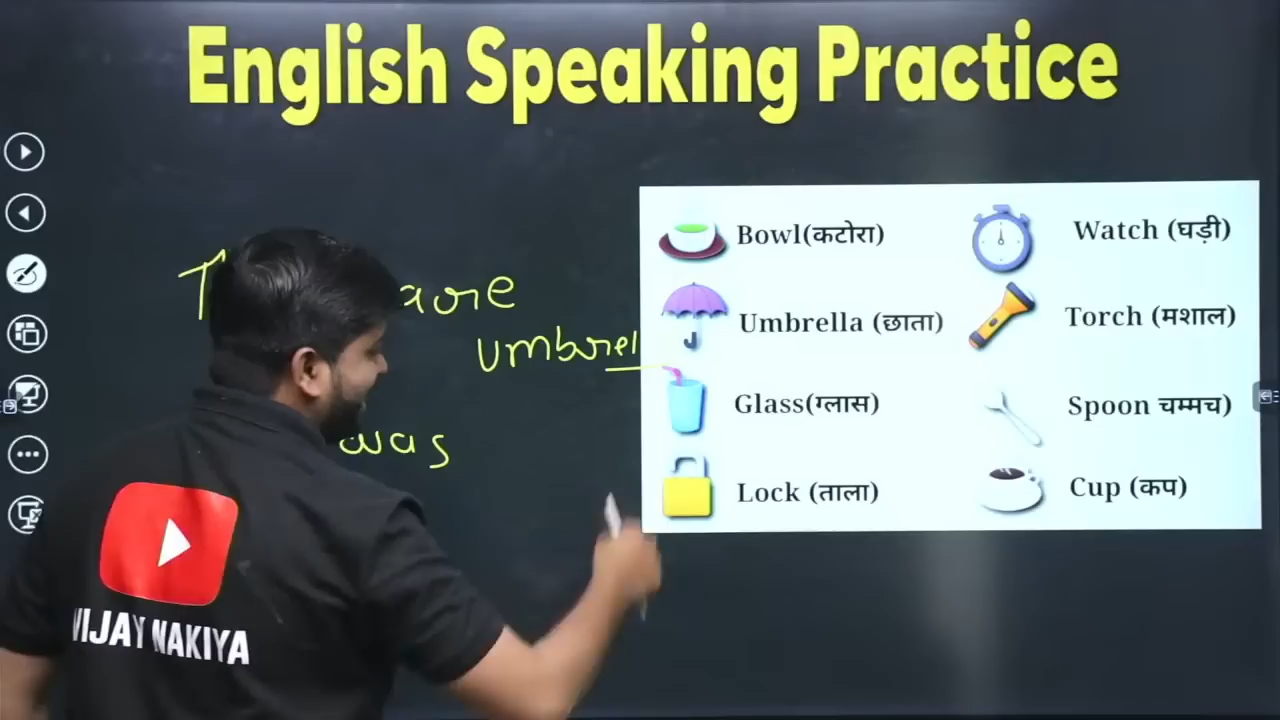 English Speaking Practice
Bowl(कटोरा)
Watch (घड़ी)
Umbrella (छाता)
Torch (मशाल)
Glass(ग्लास)
Spoon चम्मच)
Lock (ताला)
Cup (कप)
are
umbrel
was
VIJAY NAKIYA